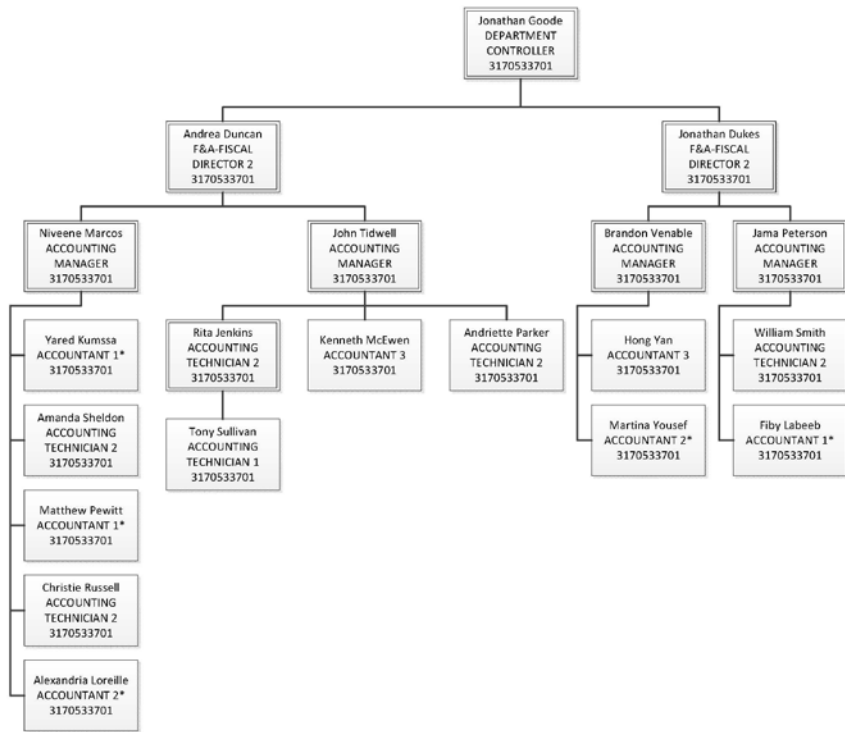 Jonathan Goode
DEPARTMENT
CONTROLLER
3170533701
Andrea Duncan
F&A-FISCAL
DIRECTOR 2
3170533701
Jonathan Dukes
F&A-FISCAL
DIRECTOR 2
3170533701
Niveene Marcos
ACCOUNTING
MANAGER
3170533701
John Tidwell
ACCOUNTING
MANAGER
3170533701
Brandon Venable
ACCOUNTING
MANAGER
3170533701
Jama Peterson
ACCOUNTING
MANAGER
3170533701
Yared Kumssa
ACCOUNTANT 1*
3170533701
Rita Jenkins
ACCOUNTING
TECHNICIAN 2
3170533701
Kenneth McEwen
ACCOUNTANT 3
3170533701
Andriette Parker
ACCOUNTING
TECHNICIAN 2
3170533701
Hong Yan
ACCOUNTANT 3
3170533701
William Smith
ACCOUNTING
TECHNICIAN 2
3170533701
Amanda Sheldon
ACCOUNTING
TECHNICIAN 2
3170533701
Tony Sullivan
ACCOUNTING
TECHNICIAN 1
3170533701
Martina Yousef
ACCOUNTANT 2*
3170533701
Fiby Labeeb
ACCOUNTANT 1*
3170533701
Matthew Pewitt
ACCOUNTANT 1*
3170533701
Christie Russell
ACCOUNTING
TECHNICIAN 2
3170533701
Alexandria Loreille
ACCOUNTANT 2*
3170533701